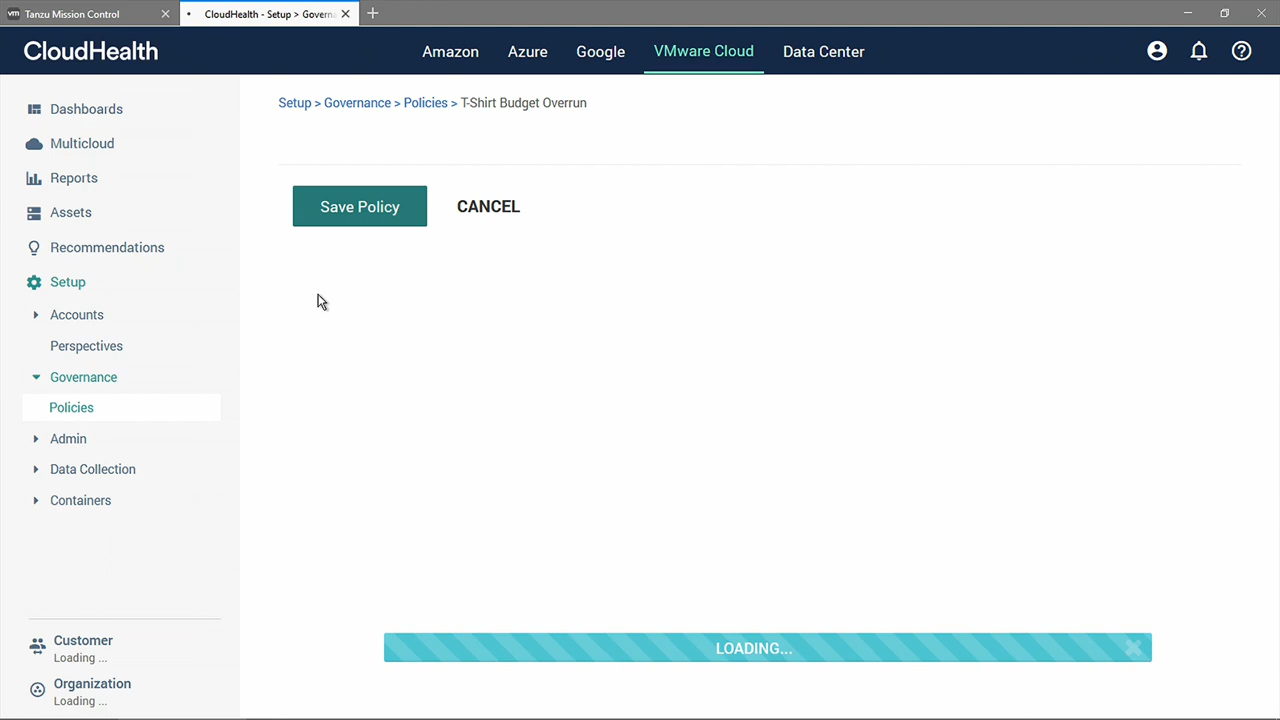 vm Tanzu Mission Control
CloudHealth - Setup > Govern
CloudHealth
Amazon
Azure
Google
VMware Cloud
Data Center
Dashboards
Multicloud
Reports
Assets
Recommendations
Setup
Accounts
Perspectives
Governance
Policies
Admin
Data Collection
Containers
Customer
Loading ...
Organization
Loading ...
Setup > Governance > Policies > T-Shirt Budget Overrun
Save Policy
CANCEL
LOADING...